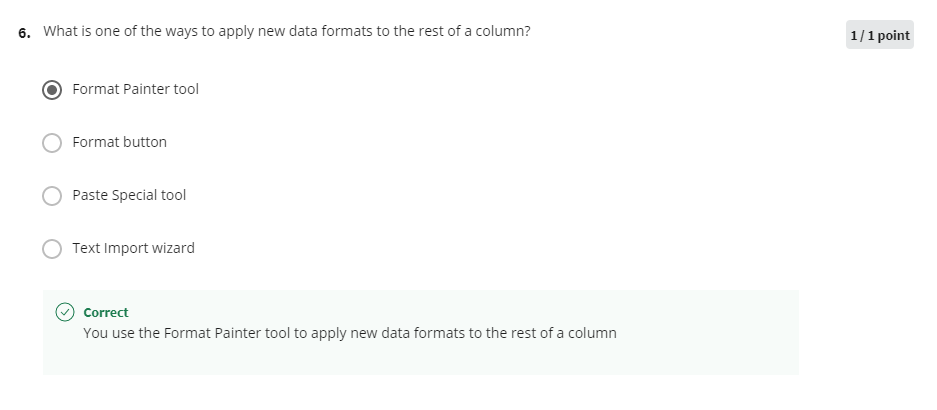 6. What is one of the ways to apply new data formats to the rest of a column?
1 / 1 point
Format Painter tool
Format button
Paste Special tool
Text Import wizard
Correct
You use the Format Painter tool to apply new data formats to the rest of a column